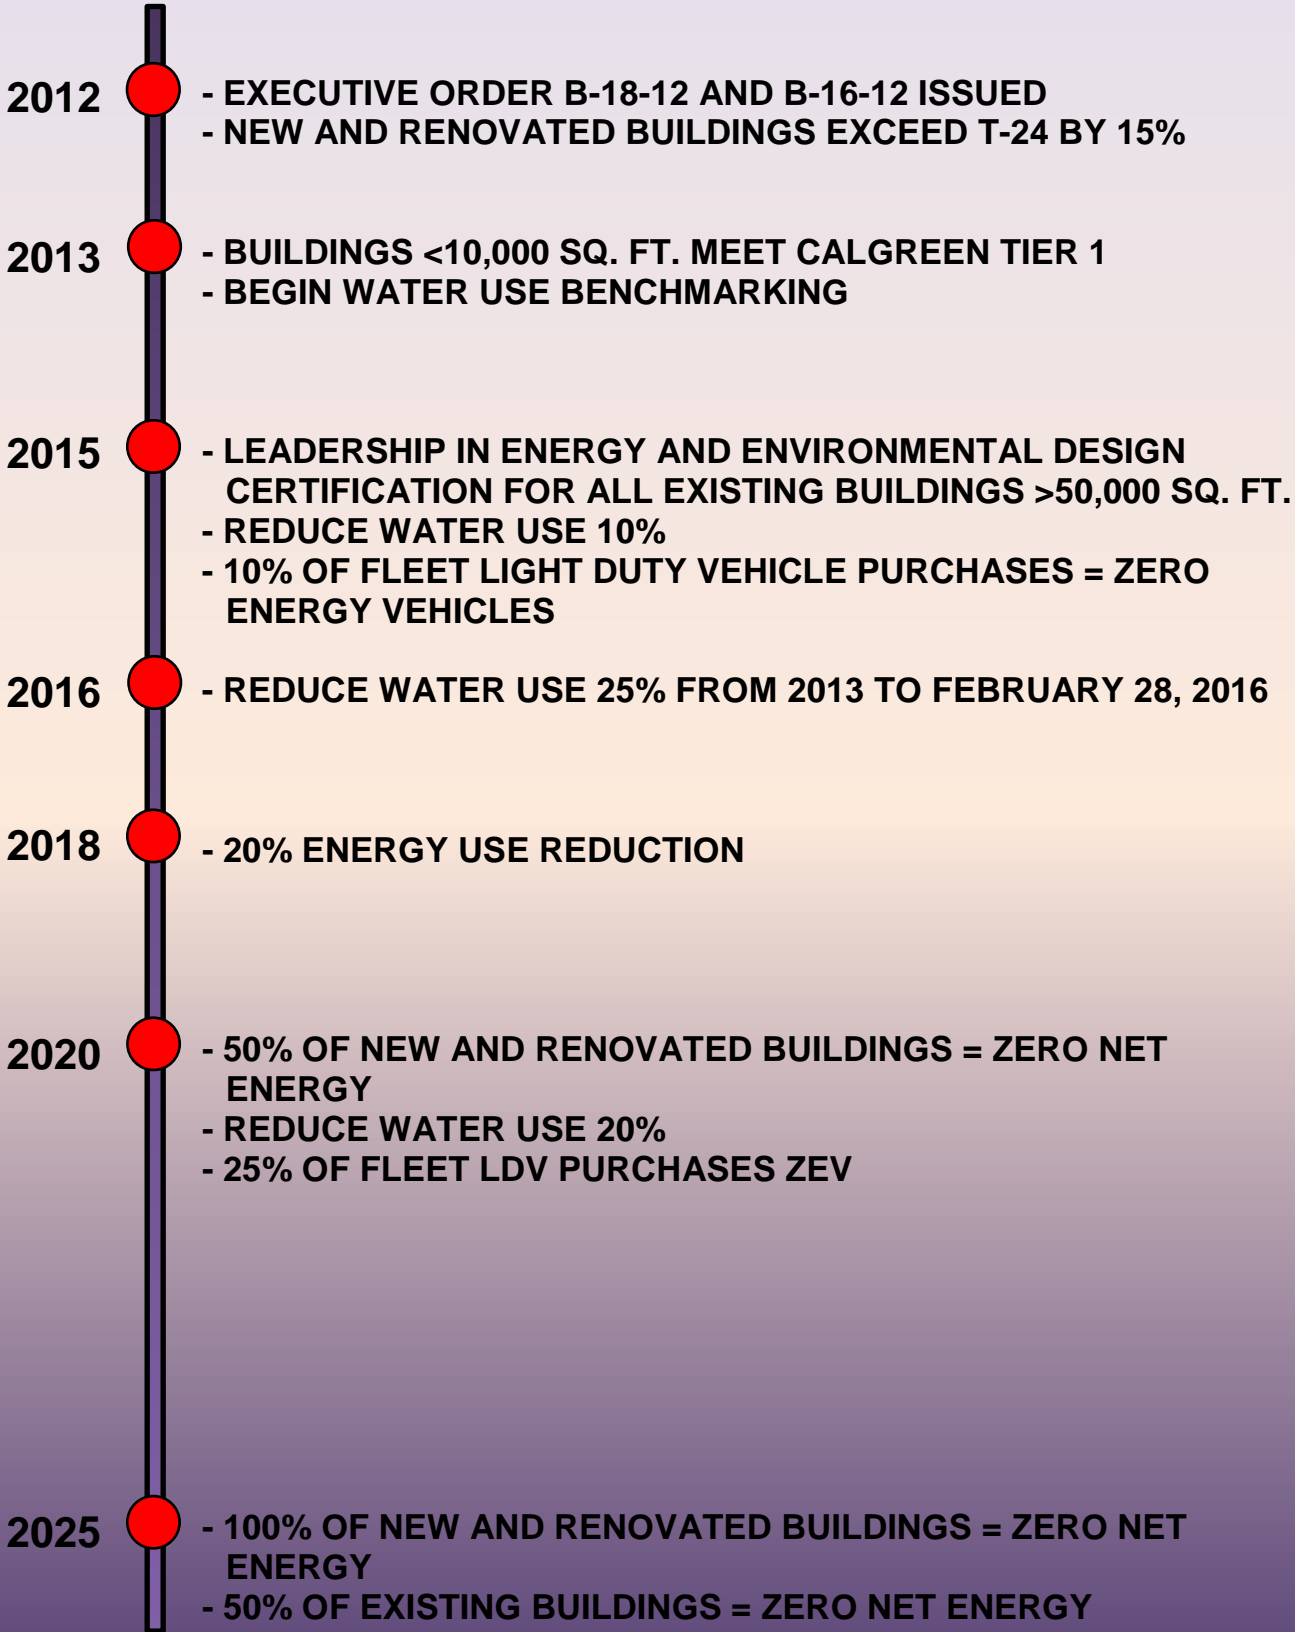 2012
- EXECUTIVE ORDER B-18-12 AND B-16-12 ISSUED
- NEW AND RENOVATED BUILDINGS EXCEED T-24 BY 15%
2013
- BUILDINGS <10,000 SQ. FT. MEET CALGREEN TIER 1
- BEGIN WATER USE BENCHMARKING
2015
- LEADERSHIP IN ENERGY AND ENVIRONMENTAL DESIGN
CERTIFICATION FOR ALL EXISTING BUILDINGS >50,000 SQ. FT.
- REDUCE WATER USE 10%
- 10% OF FLEET LIGHT DUTY VEHICLE PURCHASES = ZERO
ENERGY VEHICLES
2016
- REDUCE WATER USE 25% FROM 2013 TO FEBRUARY 28, 2016
2018
- 20% ENERGY USE REDUCTION
2020
- 50% OF NEW AND RENOVATED BUILDINGS = ZERO NET
ENERGY
- REDUCE WATER USE 20%
- 25% OF FLEET LDV PURCHASES ZEV
2025
- 100% OF NEW AND RENOVATED BUILDINGS = ZERO NET
ENERGY
- 50% OF EXISTING BUILDINGS = ZERO NET ENERGY